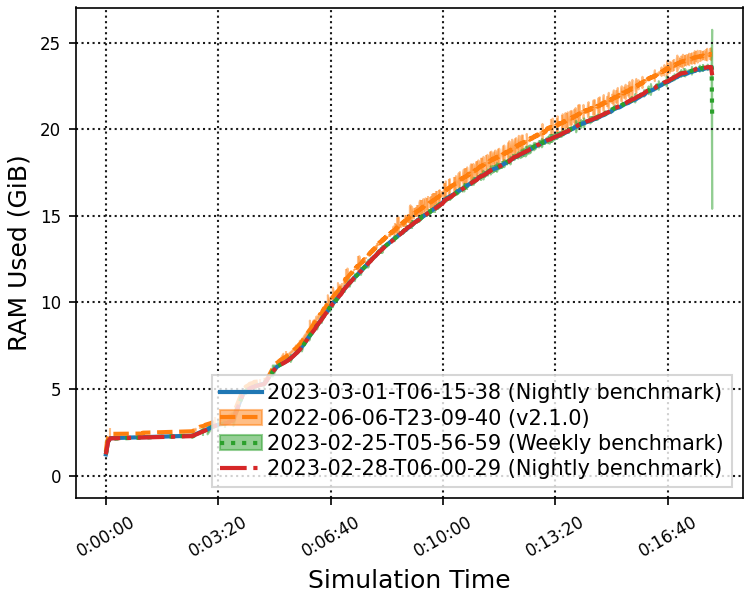 25
20
15
10
5
0
RAM Used (GiB)
2023-03-01-T06-15-38 (Nightly benchmark)
2022-06-06-T23-09-40 (v2.1.0)
2023-02-25-T05-56-59 (Weekly benchmark)
2023-02-28-T06-00-29 (Nightly benchmark)
0:00:00
0:03:20
0:06:40
0:10:00
0:13:20
0:16:40
Simulation Time